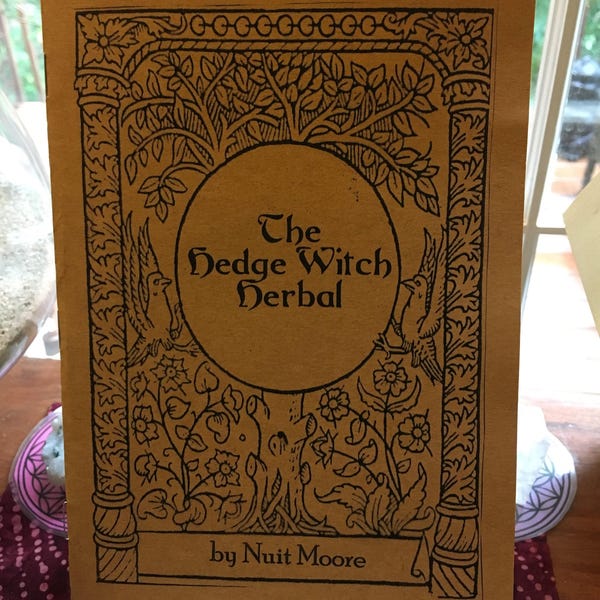 The
Hedge Witch
Herbal
by Nuit Moore